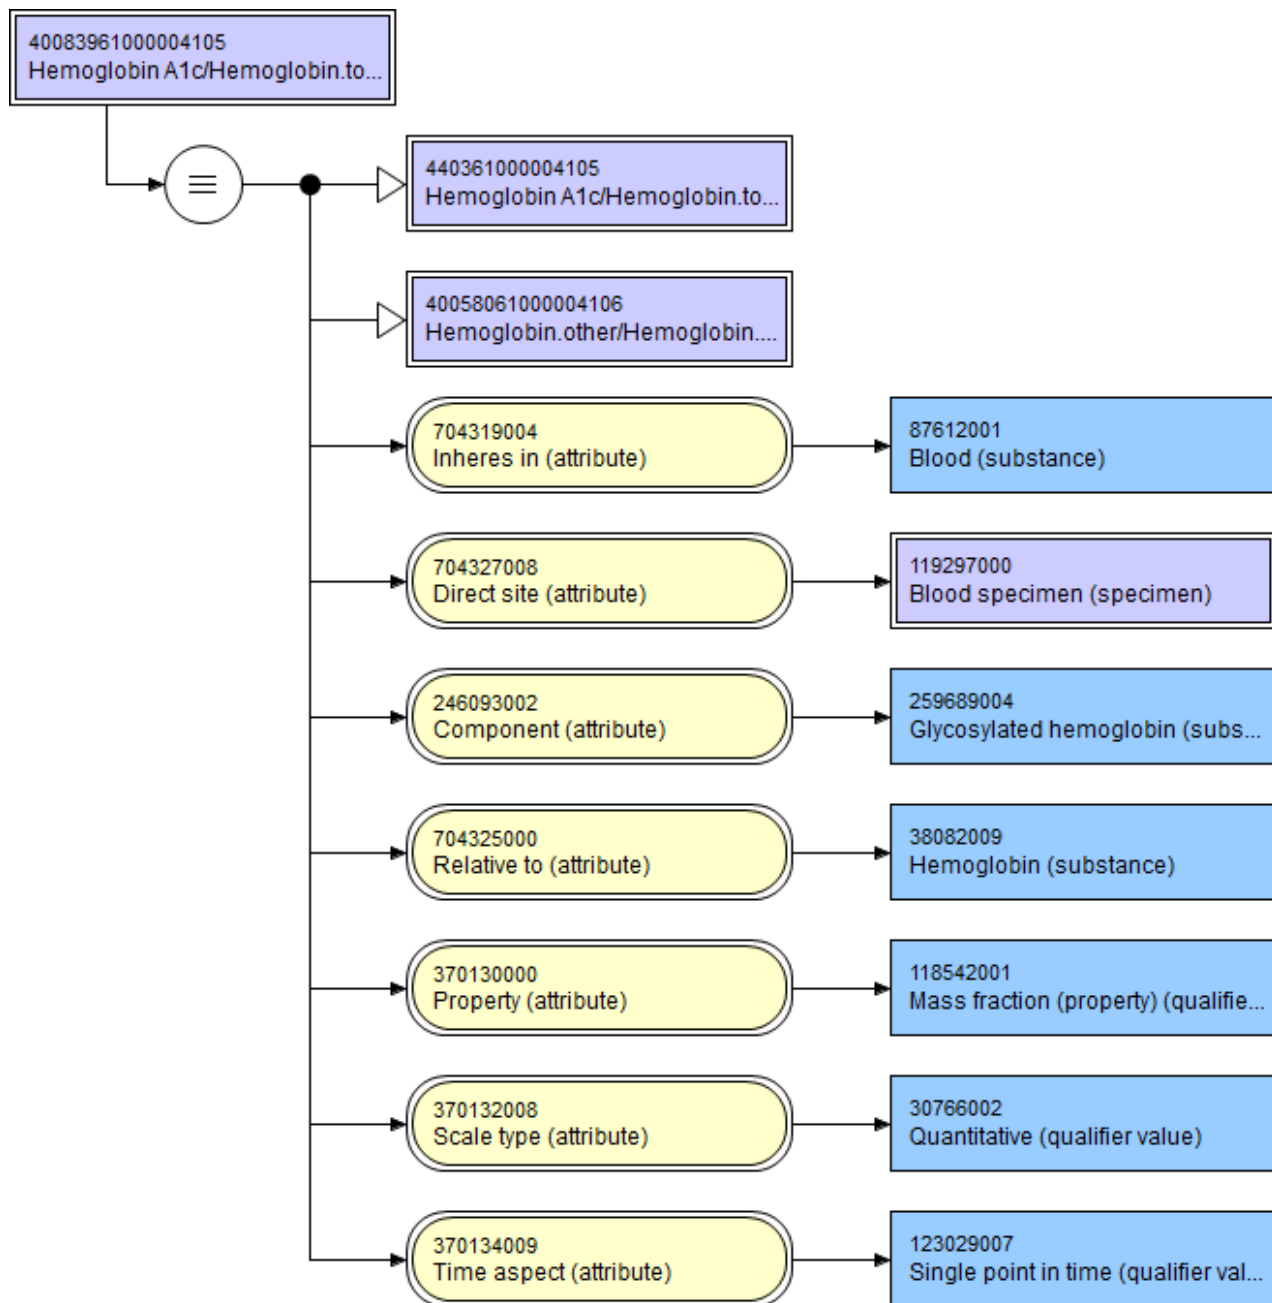 40083961000004105
Hemoglobin A1c/Hemoglobin.to...
440361000004105
Hemoglobin A1c/Hemoglobin.to...
40058061000004106
Hemoglobin.other/Hemoglobin....
704319004
Inheres in (attribute)
87612001
Blood (substance)
704327008
Direct site (attribute)
119297000
Blood specimen (specimen)
246093002
Component (attribute)
259689004
Glycosylated hemoglobin (subs...
704325000
Relative to (attribute)
38082009
Hemoglobin (substance)
370130000
Property (attribute)
118542001
Mass fraction (property) (qualifie...
370132008
Scale type (attribute)
30766002
Quantitative (qualifier value)
370134009
Time aspect (attribute)
123029007
Single point in time (qualifier val...